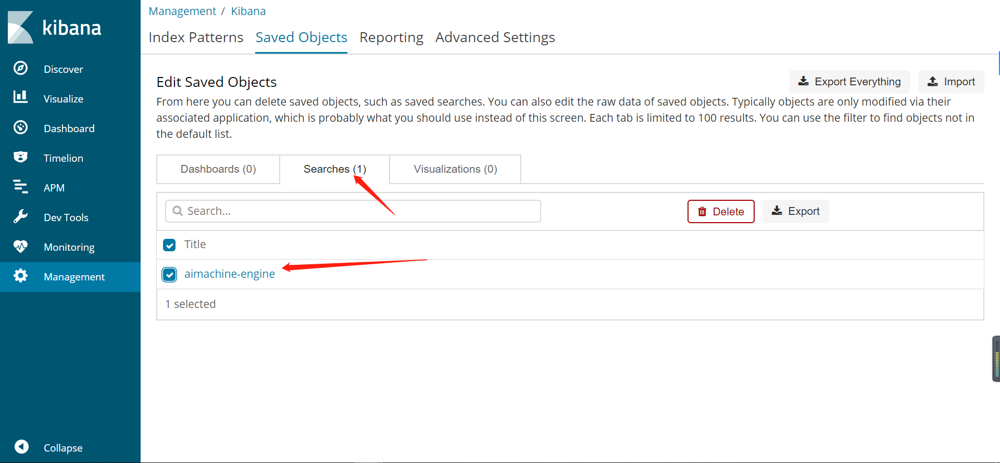 kibana
Discover
Visualize
Dashboard
Timelion
APM
Dev Tools
Monitoring
Management
Collapse
Management / Kibana
Index Patterns Saved Objects Reporting Advanced Settings
Edit Saved Objects
Export Everything Import
From here you can delete saved objects, such as saved searches. You can also edit the raw data of saved objects. Typically objects are only modified via their
associated application, which is probably what you should use instead of this screen. Each tab is limited to 100 results. You can use the filter to find objects not in
the default list.
Dashboards (0) Searches (1) Visualizations (0)
Search... Delete Export
Title
aimachine-engine
1 selected